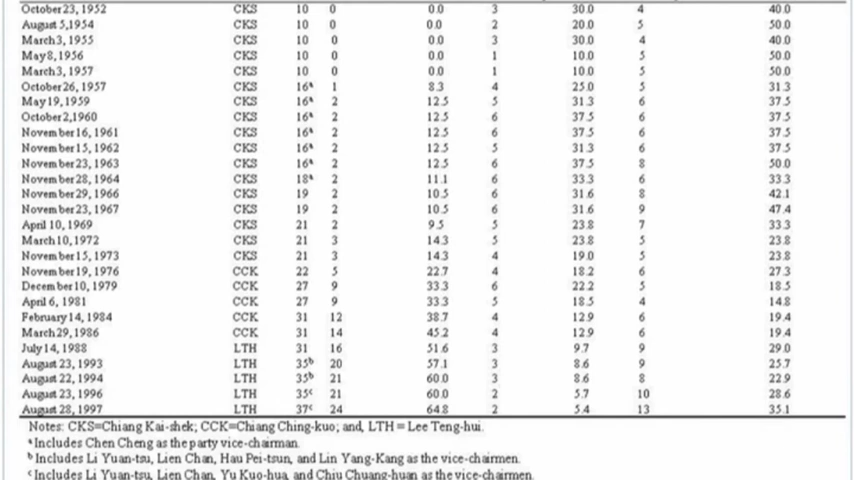 October 23, 1952 CKS 10 0 0.0 3 30.0 4 40.0
August 5,1954 CKS 10 0 0.0 2 20.0 5 50.0
March 3, 1955 CKS 10 0 0.0 3 30.0 4 40.0
May 8, 1956 CKS 10 0 0.0 1 10.0 5 50.0
March 3, 1957 CKS 10 0 0.0 1 10.0 5 50.0
October 26, 1957 CKS 16ᵃ 1 8.3 4 25.0 5 31.3
May 19, 1959 CKS 16ᵃ 2 12.5 5 31.3 6 37.5
October 2,1960 CKS 16ᵃ 2 12.5 6 37.5 6 37.5
November 16, 1961 CKS 16ᵃ 2 12.5 6 37.5 6 37.5
November 15, 1962 CKS 16ᵃ 2 12.5 5 31.3 6 37.5
November 23, 1963 CKS 16ᵃ 2 12.5 6 37.5 8 50.0
November 28, 1964 CKS 18ᵃ 2 11.1 6 33.3 6 33.3
November 29, 1966 CKS 19 2 10.5 6 31.6 8 42.1
November 23, 1967 CKS 19 2 10.5 6 31.6 9 47.4
April 10, 1969 CKS 21 2 9.5 5 23.8 7 33.3
March 10, 1972 CKS 21 3 14.3 5 23.8 5 23.8
November 15, 1973 CKS 21 3 14.3 4 19.0 5 23.8
November 19, 1976 CCK 22 5 22.7 4 18.2 6 27.3
December 10, 1979 CCK 27 9 33.3 6 22.2 5 18.5
April 6, 1981 CCK 27 9 33.3 5 18.5 4 14.8
February 14, 1984 CCK 31 12 38.7 4 12.9 6 19.4
March 29, 1986 CCK 31 14 45.2 4 12.9 6 19.4
July 14, 1988 LTH 31 16 51.6 3 9.7 9 29.0
August 23, 1993 LTH 35ᵇ 20 57.1 3 8.6 9 25.7
August 22, 1994 LTH 35ᵇ 21 60.0 3 8.6 8 22.9
August 23, 1996 LTH 35ᶜ 21 60.0 2 5.7 10 28.6
August 28, 1997 LTH 37ᶜ 24 64.8 2 5.4 13 35.1
Notes: CKS=Chiang Kai-shek; CCK=Chiang Ching-kuo; and, LTH = Lee Teng-hui.
ᵃ Includes Chen Cheng as the party vice-chairman.
ᵇ Includes Li Yuan-tsu, Lien Chan, Hau Pei-tsun, and Lin Yang-Kang as the vice-chairmen.
ᶜ Includes Li Yuan-tsu, Lien Chan, Yu Kuo-hua, and Chiu Chuang-huan as the vice-chairmen.